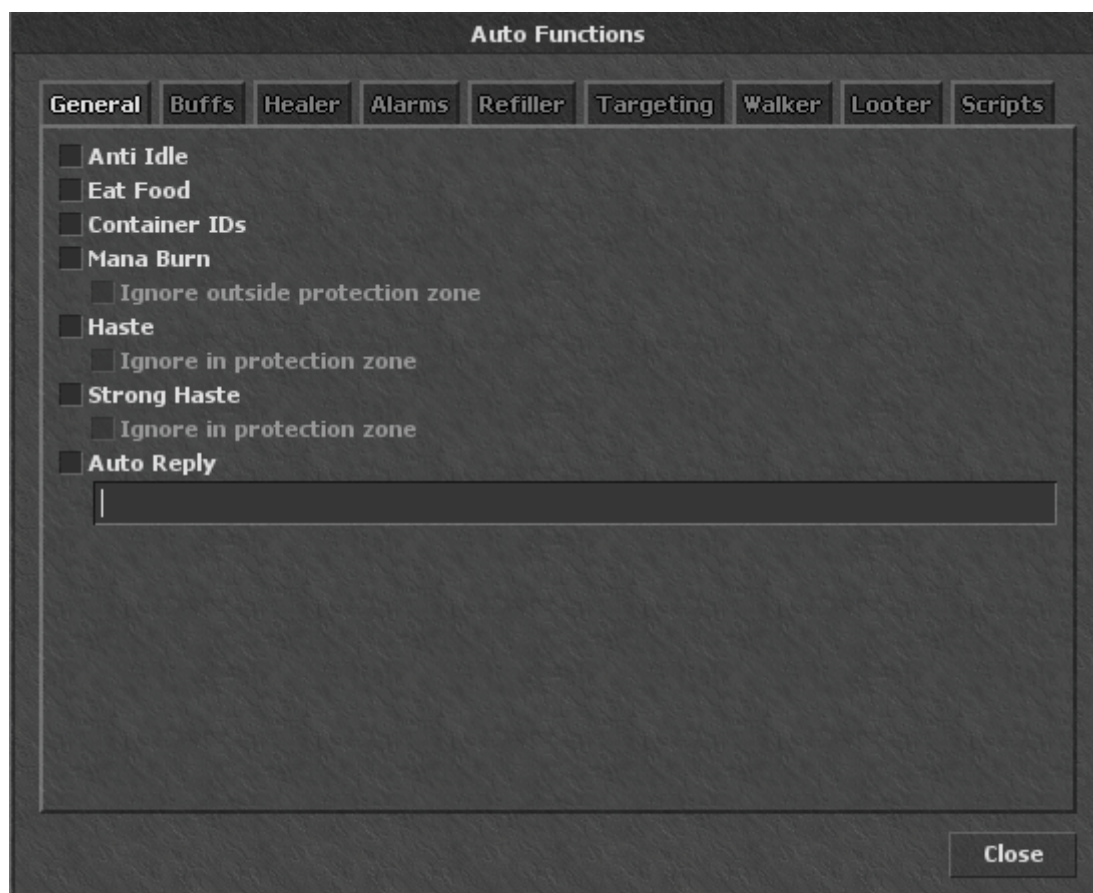 Auto Functions
General Buffs Healer Alarms Refiller Targeting Walker Looter Scripts
Anti Idle
Eat Food
Container IDs
Mana Burn
Ignore outside protection zone
Haste
Ignore in protection zone
Strong Haste
Ignore in protection zone
Auto Reply
Close